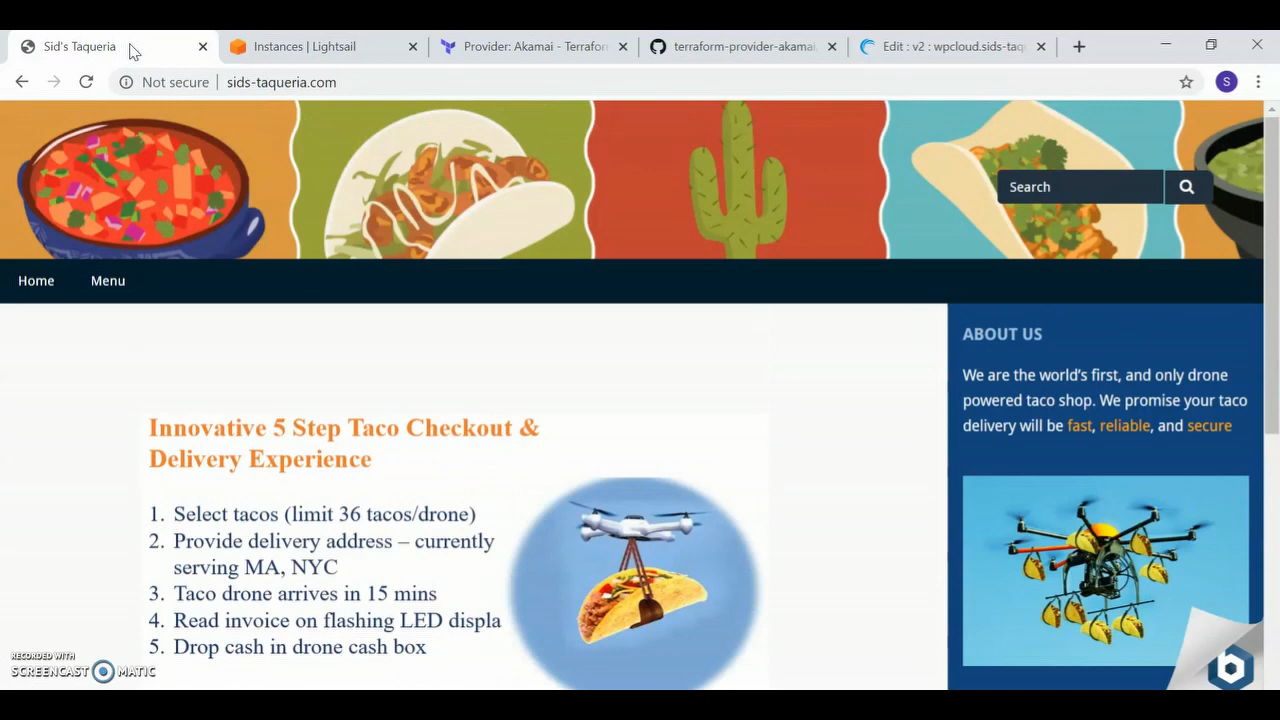 Sid's Taqueria
Instances | Lightsail
Provider: Akamai - Terrafor
terraform-provider-akamai
Edit : v2 : wpcloud.sids-taq
Not secure
sids-taqueria.com
S
Search
Home
Menu
ABOUT US
We are the world's first, and only drone
powered taco shop. We promise your taco
delivery will be fast, reliable, and secure
Innovative 5 Step Taco Checkout &
Delivery Experience
1. Select tacos (limit 36 tacos/drone)
2. Provide delivery address – currently
serving MA, NYC
3. Taco drone arrives in 15 mins
4. Read invoice on flashing LED displa
5. Drop cash in drone cash box
RECORDED WITH
SCREENCAST MATIC
b